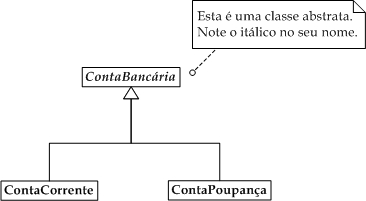 Esta é uma classe abstrata.
Note o itálico no seu nome.
ContaBancária
ContaCorrente
ContaPoupança